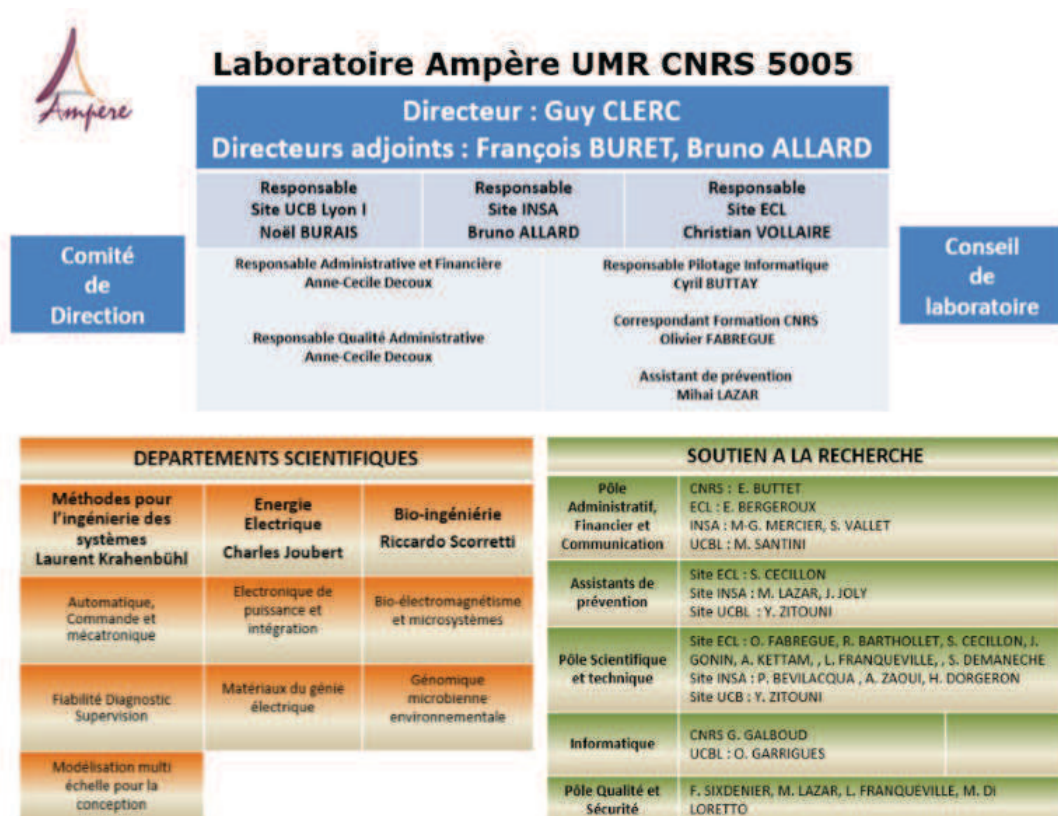 Ampère
Laboratoire Ampère UMR CNRS 5005
Directeur : Guy CLERC
Directeurs adjoints : François BURET, Bruno ALLARD
Responsable
Site UCB Lyon I
Noël BURAIS
Responsable
Site INSA
Bruno ALLARD
Responsable
Site ECL
Christian VOLLAIRE
Comité
de
Direction
Responsable Administrative et Financière
Anne-Cecile Decoux
Responsable Qualité Administrative
Anne-Cecile Decoux
Responsable Pilotage Informatique
Cyril BUTTAY
Correspondant Formation CNRS
Olivier FABREGUE
Assistant de prévention
Mihai LAZAR
Conseil
de
laboratoire
DEPARTEMENTS SCIENTIFIQUES
Méthodes pour
l'ingénierie des
systèmes
Laurent Krahenbühl
Energie
Electrique
Charles Joubert
Bio-ingéniérie
Riccardo Scorretti
Automatique,
Commande et
mécatronique
Electronique de
puissance et
intégration
Bio-électromagnétisme
et microsystèmes
Fiabilité Diagnostic
Supervision
Matériaux du génie
électrique
Génomique
microbienne
environnementale
Modélisation multi
échelle pour la
conception
SOUTIEN A LA RECHERCHE
Pôle
Administratif,
Financier et
Communication
CNRS : E. BUTTET
ECL : E. BERGEROUX
INSA : M-G. MERCIER, S. VALLET
UCBL : M. SANTINI
Assistants de
prévention
Site ECL : S. CECILLON
Site INSA : M. LAZAR, J. JOLY
Site UCBL : Y. ZITOUNI
Pôle Scientifique
et technique
Site ECL : O. FABREGUE, R. BARTHOLLET, S. CECILLON, J.
GONIN, A. KETTAM, , L. FRANQUEVILLE, , S. DEMANECHE
Site INSA : P. BEVILACQUA , A. ZAOUI, H. DORGERON
Site UCB : Y. ZITOUNI
Informatique
CNRS G. GALBOUD
UCBL : O. GARRIGUES
Pôle Qualité et
Sécurité
F. SIXDENIER, M. LAZAR, L. FRANQUEVILLE, M. DI
LORETTO